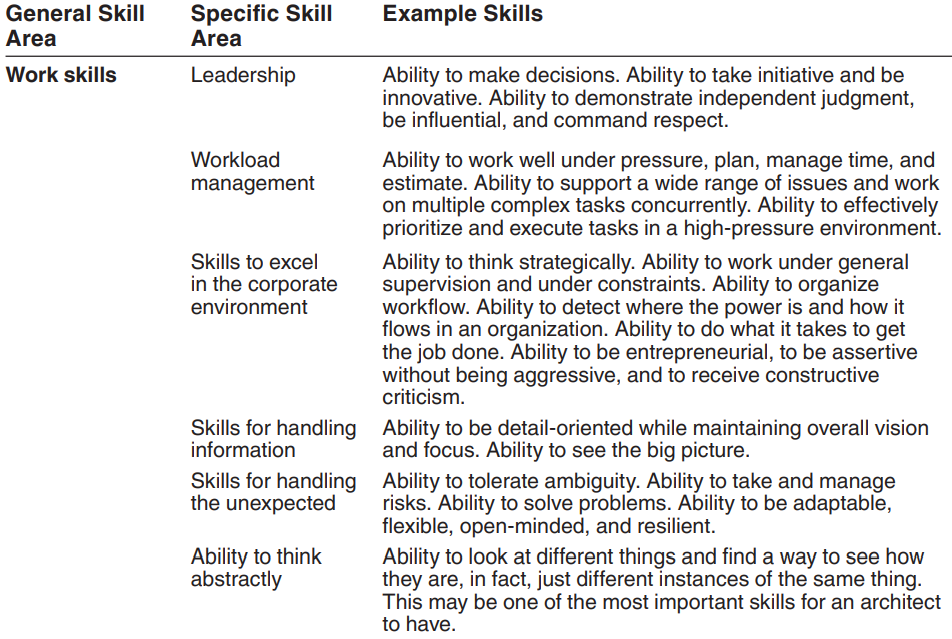 General Skill Area
Specific Skill Area
Example Skills
Work skills
Leadership
Ability to make decisions. Ability to take initiative and be
innovative. Ability to demonstrate independent judgment,
be influential, and command respect.
Workload
management
Ability to work well under pressure, plan, manage time, and
estimate. Ability to support a wide range of issues and work
on multiple complex tasks concurrently. Ability to effectively
prioritize and execute tasks in a high-pressure environment.
Skills to excel
in the corporate
environment
Ability to think strategically. Ability to work under general
supervision and under constraints. Ability to organize
workflow. Ability to detect where the power is and how it
flows in an organization. Ability to do what it takes to get
the job done. Ability to be entrepreneurial, to be assertive
without being aggressive, and to receive constructive
criticism.
Skills for handling
information
Ability to be detail-oriented while maintaining overall vision
and focus. Ability to see the big picture.
Skills for handling
the unexpected
Ability to tolerate ambiguity. Ability to take and manage
risks. Ability to solve problems. Ability to be adaptable,
flexible, open-minded, and resilient.
Ability to think
abstractly
Ability to look at different things and find a way to see how
they are, in fact, just different instances of the same thing.
This may be one of the most important skills for an architect
to have.